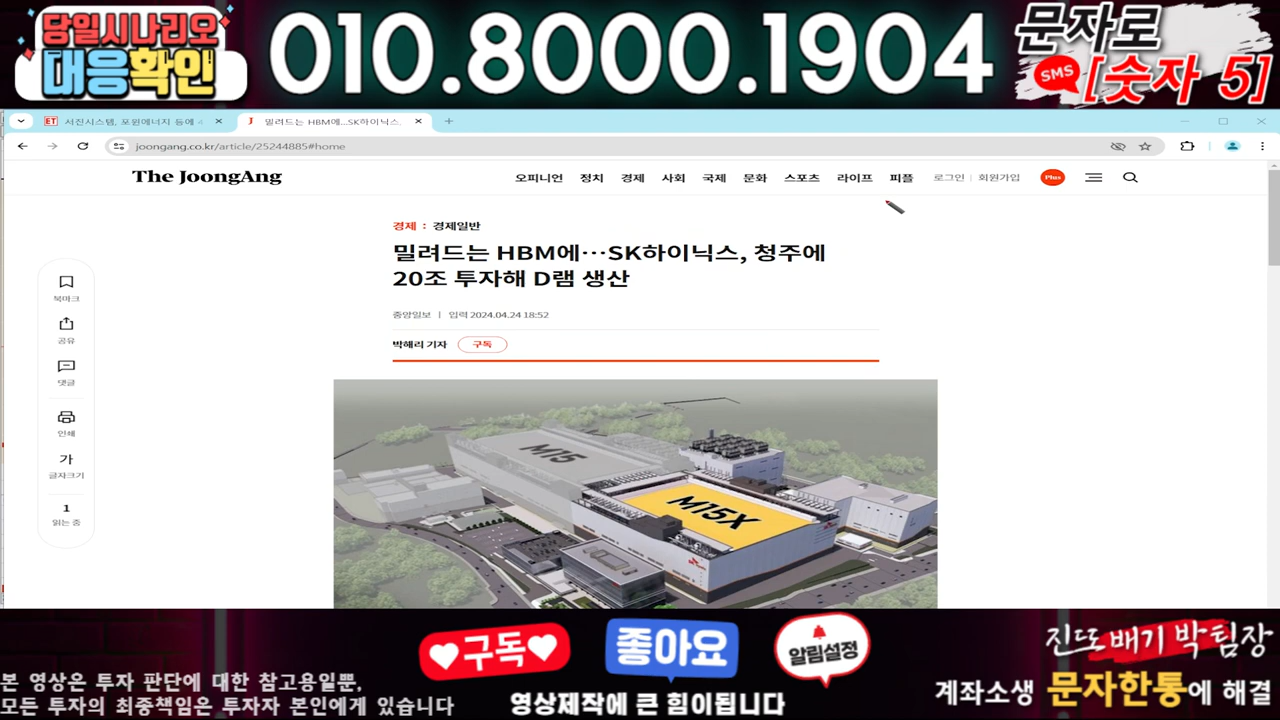 당일시나리오
대응확인
010.8000.1904
문자로
SMS
[숫자 5]
ET 서진시스템, 포원에너지 등에
J 밀려드는 HBM에...SK하이닉스,
joongang.co.kr/article/25244885#home
The JoongAng
오피니언 정치 경제 사회 국제 문화 스포츠 라이프 피플 로그인 | 회원가입 Plus
경제 : 경제일반
밀려드는 HBM에…SK하이닉스, 청주에
20조 투자해 D램 생산
중앙일보 | 입력 2024.04.24 18:52
박해리 기자 구독
북마크
공유
댓글
인쇄
가
글자크기
1
읽는 중
M15
M15X
구독
좋아요
알림설정
영상제작에 큰 힘이됩니다
본 영상은 투자 판단에 대한 참고용일뿐,
모든 투자의 최종책임은 투자자 본인에게 있습니다
진또배기 박팀장
계좌소생 문자한통에 해결